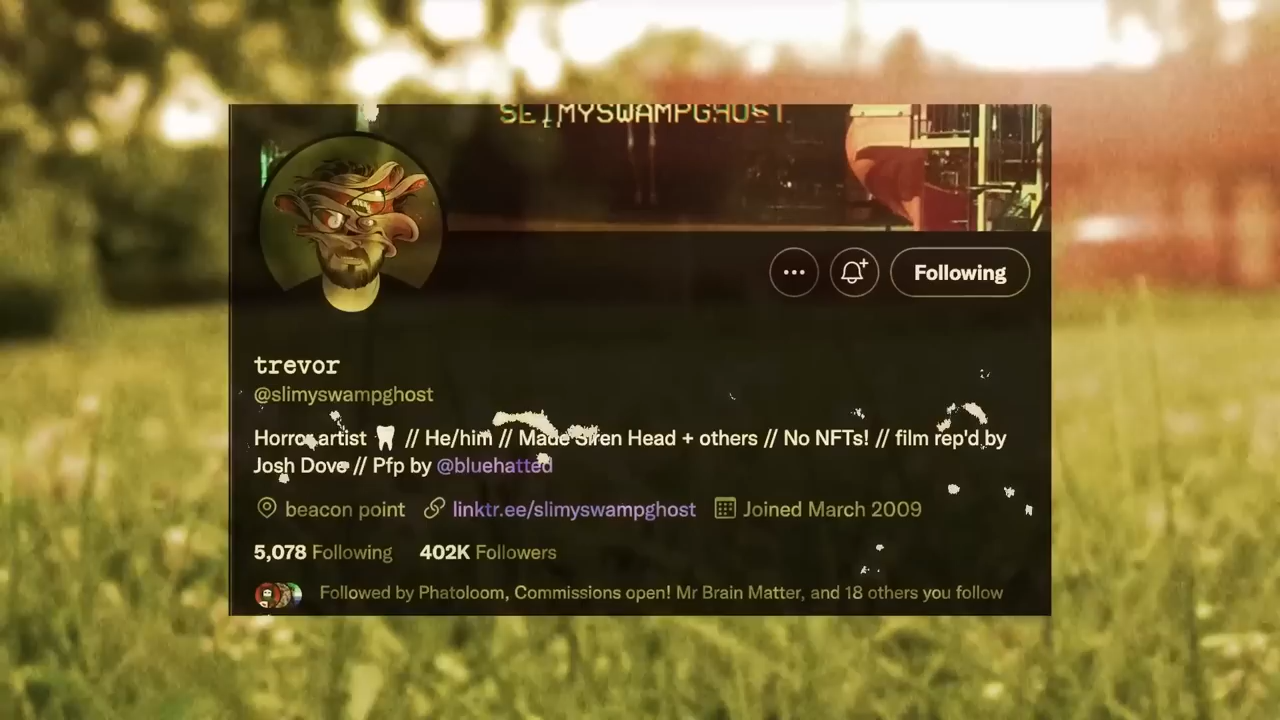 SLIMYSWAMPGHOST
Following
trevor
@slimyswampghost
Horror artist 🦷 // He/him // Made Siren Head + others // No NFTs! // film rep'd by
Josh Dove // Pfp by @bluehatted
beacon point linktr.ee/slimyswampghost Joined March 2009
5,078 Following 402K Followers
Followed by Phatoloom, Commissions open! Mr Brain Matter, and 18 others you follow